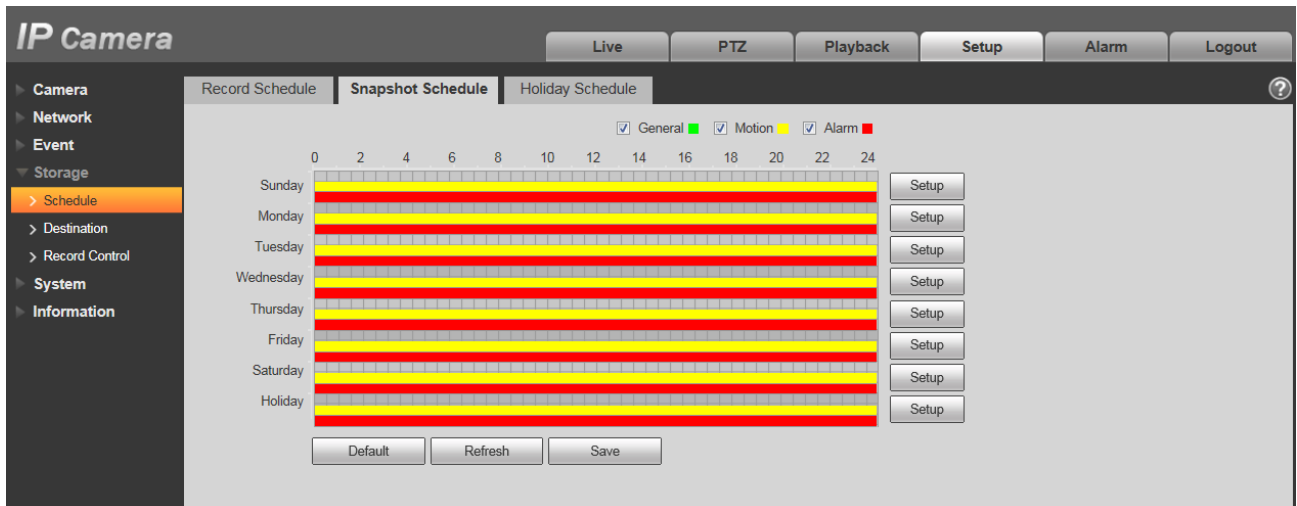 IP Camera
Live PTZ Playback Setup Alarm Logout
Camera
Network
Event
Storage
Schedule
Destination
Record Control
System
Information
Record Schedule Snapshot Schedule Holiday Schedule ?
General Motion Alarm
0 2 4 6 8 10 12 14 16 18 20 22 24
Sunday Setup
Monday Setup
Tuesday Setup
Wednesday Setup
Thursday Setup
Friday Setup
Saturday Setup
Holiday Setup
Default Refresh Save